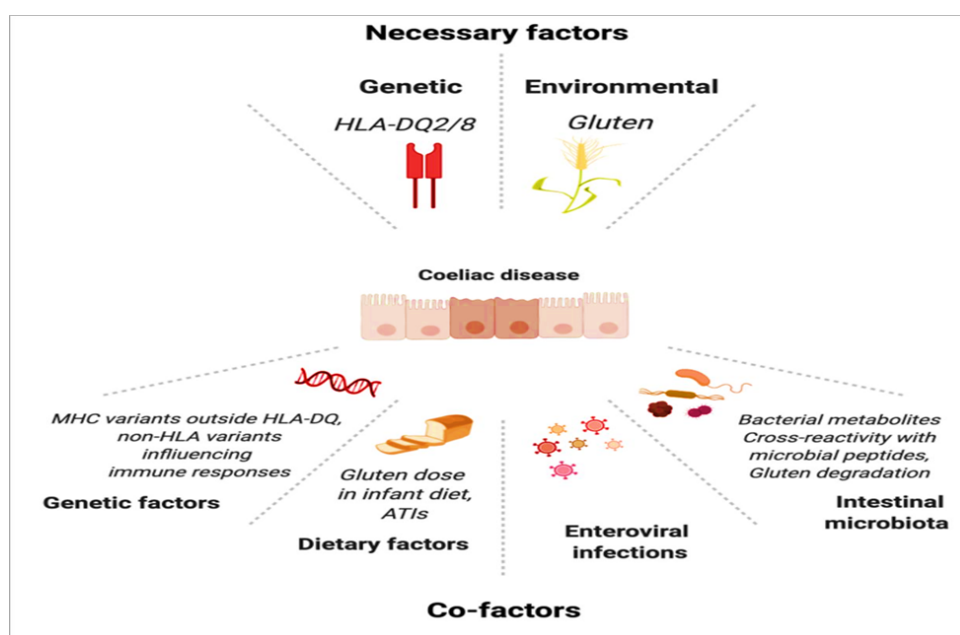 Necessary factors
Genetic
HLA-DQ2/8
Environmental
Gluten
Coeliac disease
MHC variants outside HLA-DQ,
non-HLA variants
infliuencing
immune responses
Genetic factors
Gluten dose
in infant diet,
ATIs
Dietary factors
Enteroviral
infections
Bacterial metabolites
Cross-reactivity with
microbial peptides,
Gluten degradation
Intestinal
microbiota
Co-factors